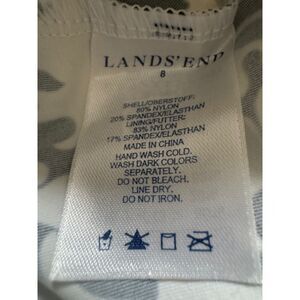 LANDS' END
8
SHELL/OBERSTOFF:
80% NYLON
20% SPANDEX/ELASTHAN
LINING/FUTTER:
83% NYLON
17% SPANDEX/ELASTHAN
MADE IN CHINA
HAND WASH COLD.
WASH DARK COLORS
SEPARATELY.
DO NOT BLEACH.
LINE DRY.
DO NOT IRON.